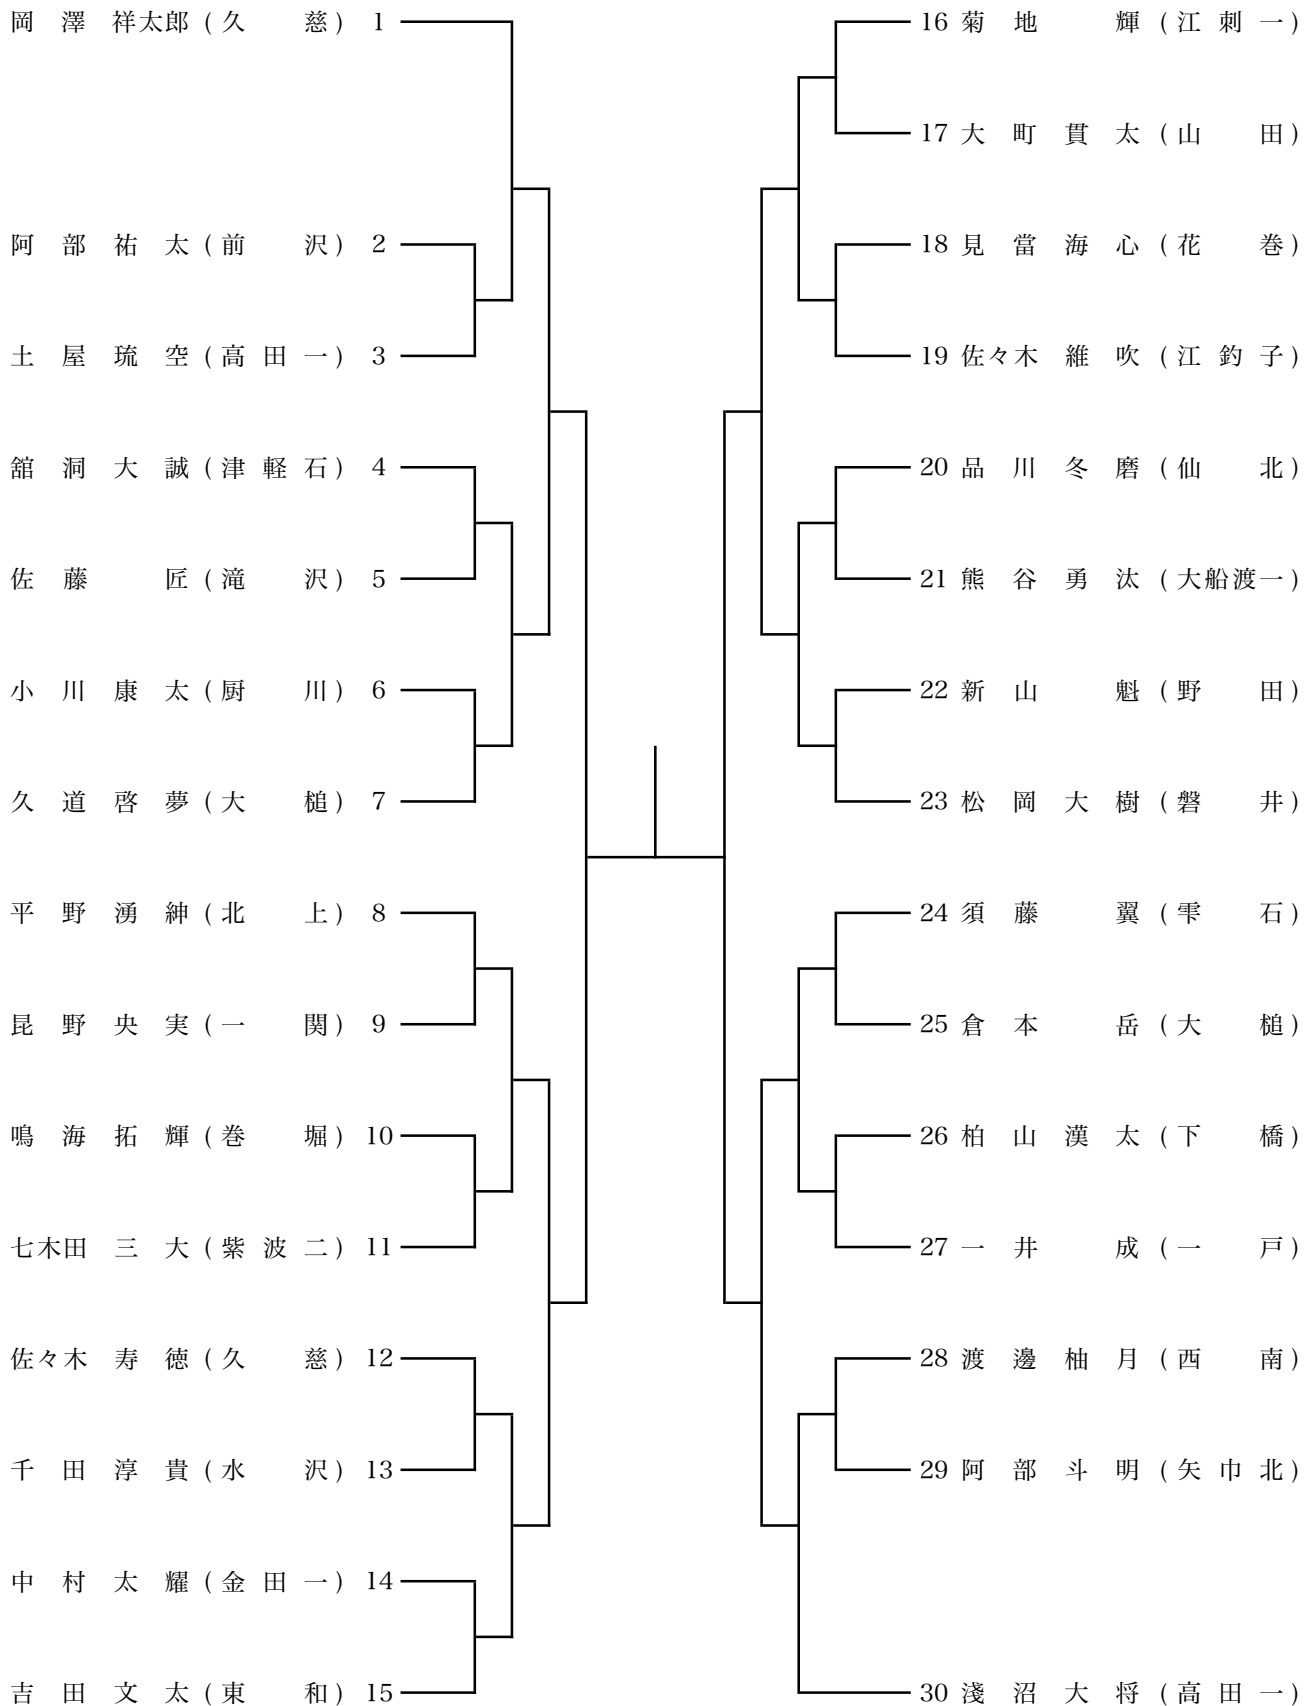 岡澤祥太郎(久慈) 1
阿部祐太(前沢) 2
土屋琉空(高田一) 3
舘洞大誠(津軽石) 4
佐藤匠(滝沢) 5
小川康太(厨川) 6
久道啓夢(大槌) 7
平野湧紳(北上) 8
昆野央実(一関) 9
鳴海拓輝(巻堀) 10
七木田三大(紫波二) 11
佐々木寿徳(久慈) 12
千田淳貴(水沢) 13
中村太耀(金田一) 14
吉田文太(東和) 15
16 菊地輝(江刺一)
17 大町貫太(山田)
18 見當海心(花巻)
19 佐々木維吹(江釣子)
20 品川冬磨(仙北)
21 熊谷勇汰(大船渡一)
22 新山魁(野田)
23 松岡大樹(磐井)
24 須藤翼(雫石)
25 倉本岳(大槌)
26 柏山漢太(下橋)
27 一井成(一戸)
28 渡邊柚月(西南)
29 阿部斗明(矢巾北)
30 淺沼大将(高田一)